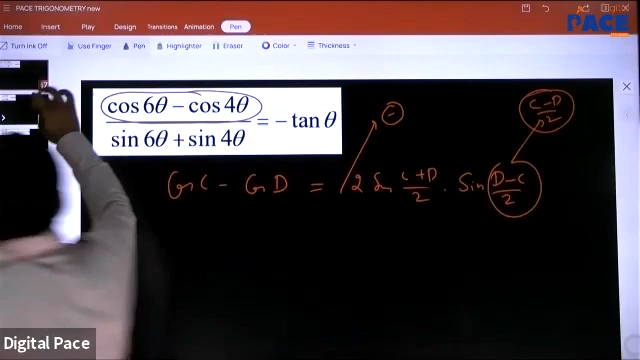 PACE TRIGONOMETRY new
Digital
PACE
Home Insert Play Design Transitions Animation Pen
Turn Ink Off Use Finger Pen Highlighter Eraser Color Thickness
cos 6θ − cos 4θ
sin 6θ + sin 4θ
= − tan θ
−
C−D
2
Cos C − Cos D = 2 Sin C+D/2 . Sin D−C/2
Digital Pace